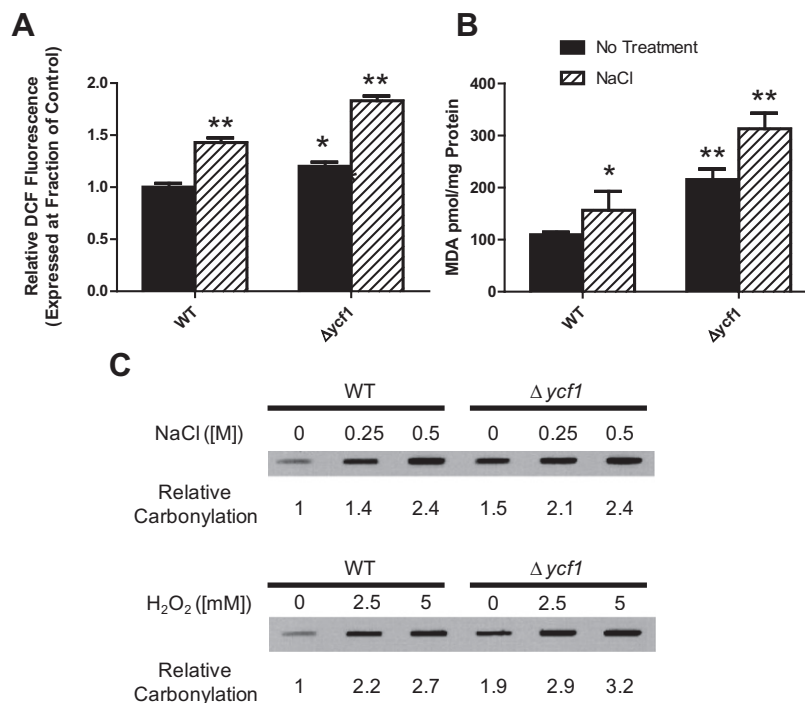 A
Relative DCF Fluorescence
(Expressed at Fraction of Control)
2.0
1.5
1.0
0.5
0.0
**
*
**
WT
Δycf1
B
No Treatment
NaCl
MDA pmol/mg Protein
400
300
200
100
0
*
**
**
WT
Δycf1
C
WT Δycf1
NaCl ([M]) 0 0.25 0.5 0 0.25 0.5
Relative
Carbonylation 1 1.4 2.4 1.5 2.1 2.4
WT Δycf1
H₂O₂ ([mM]) 0 2.5 5 0 2.5 5
Relative
Carbonylation 1 2.2 2.7 1.9 2.9 3.2